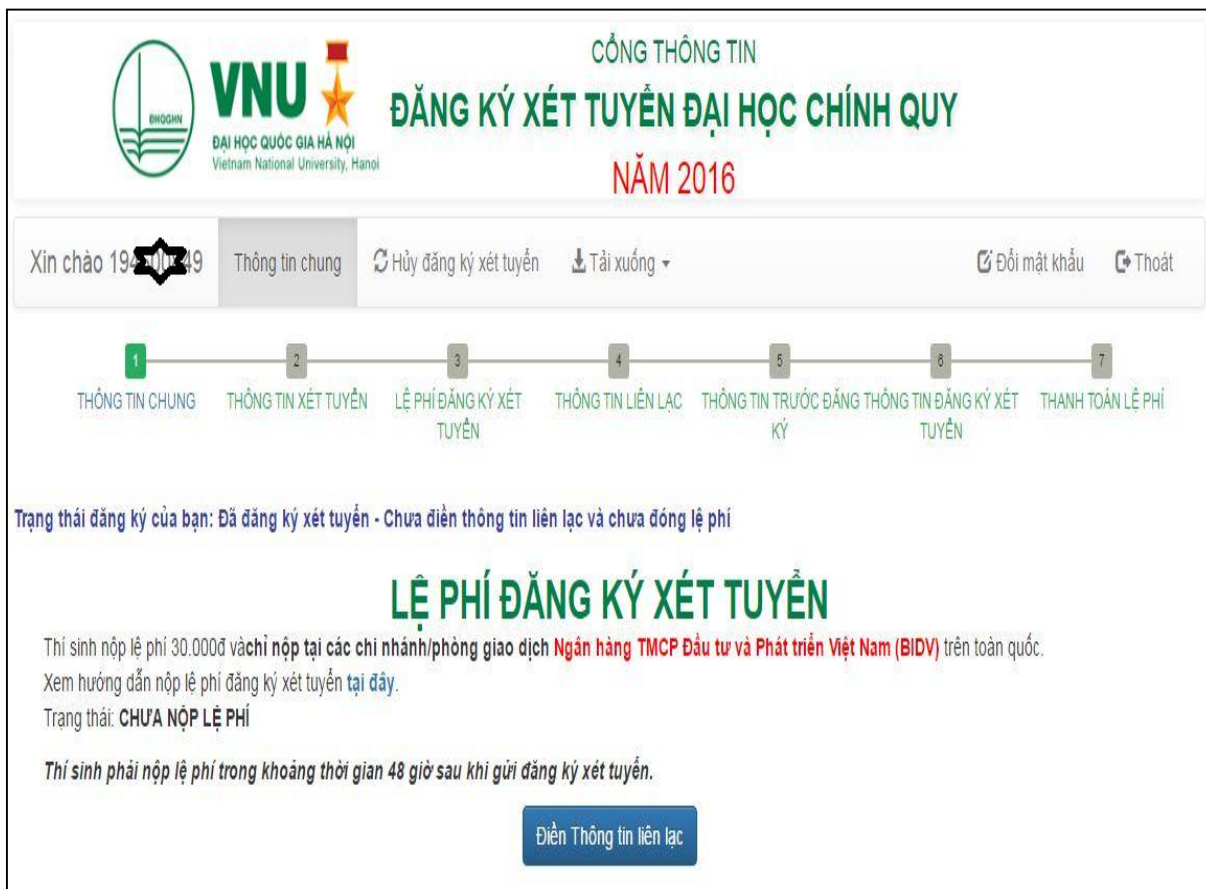 ĐHQGHN
VNU
ĐẠI HỌC QUỐC GIA HÀ NỘI
Vietnam National University, Hanoi
CỔNG THÔNG TIN
ĐĂNG KÝ XÉT TUYỂN ĐẠI HỌC CHÍNH QUY
NĂM 2016
Xin chào 194 49 Thông tin chung Hủy đăng ký xét tuyển Tải xuống Đổi mật khẩu Thoát
1 2 3 4 5 6 7
THÔNG TIN CHUNG THÔNG TIN XÉT TUYỂN LỆ PHÍ ĐĂNG KÝ XÉT TUYỂN THÔNG TIN LIÊN LẠC THÔNG TIN TRƯỚC ĐĂNG KÝ THÔNG TIN ĐĂNG KÝ XÉT TUYỂN THANH TOÁN LỆ PHÍ
Trạng thái đăng ký của bạn: Đã đăng ký xét tuyển - Chưa điền thông tin liên lạc và chưa đóng lệ phí
LỆ PHÍ ĐĂNG KÝ XÉT TUYỂN
Thí sinh nộp lệ phí 30.000đ vàchỉ nộp tại các chi nhánh/phòng giao dịch Ngân hàng TMCP Đầu tư và Phát triển Việt Nam (BIDV) trên toàn quốc.
Xem hướng dẫn nộp lệ phí đăng ký xét tuyển tại đây.
Trạng thái: CHƯA NỘP LỆ PHÍ
Thí sinh phải nộp lệ phí trong khoảng thời gian 48 giờ sau khi gửi đăng ký xét tuyển.
Điền Thông tin liên lạc